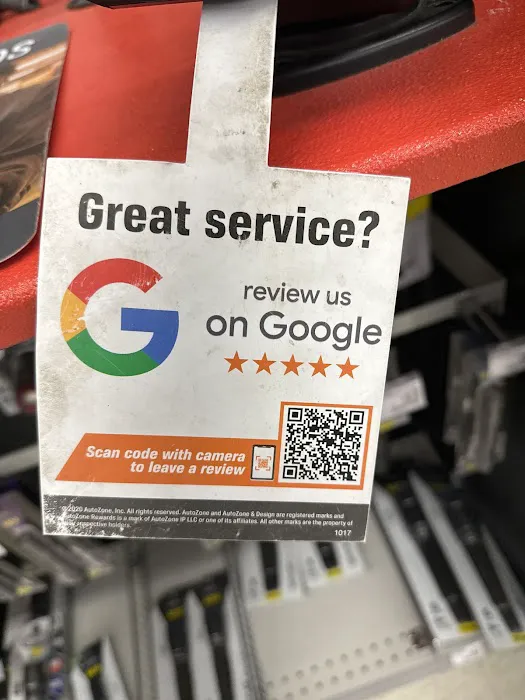 Great service?
review us
on Google
Scan code with camera
to leave a review
©2020 AutoZone, Inc. All rights reserved. AutoZone and AutoZone & Design are registered marks and
AutoZone Rewards is a mark of AutoZone IP LLC or one of its affiliates. All other marks are the property of
their respective holders.
1017